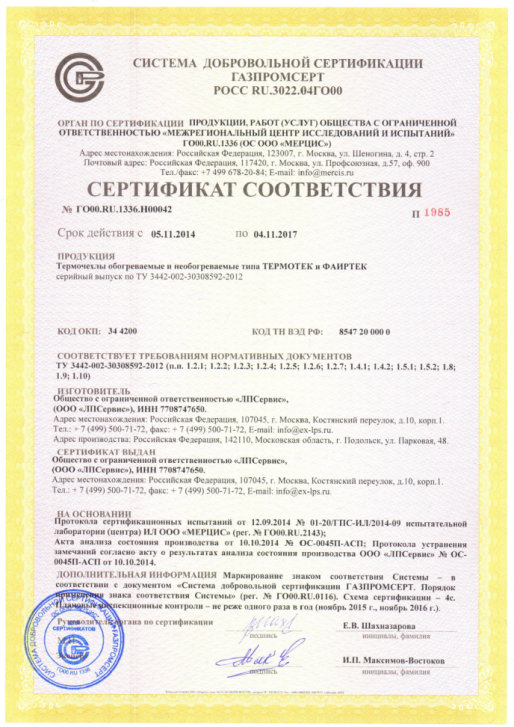 СИСТЕМА ДОБРОВОЛЬНОЙ СЕРТИФИКАЦИИ
ГАЗПРОМСЕРТ
РОСС RU.3022.04ГО00
ОРГАН ПО СЕРТИФИКАЦИИ ПРОДУКЦИИ, РАБОТ (УСЛУГ) ОБЩЕСТВА С ОГРАНИЧЕННОЙ
ОТВЕТСТВЕННОСТЬЮ «МЕЖРЕГИОНАЛЬНЫЙ ЦЕНТР ИССЛЕДОВАНИЙ И ИСПЫТАНИЙ»
ГО00.RU.1336 (ОС ООО «МЕРЦИС»)
Адрес местонахождения: Российская Федерация, 123007, г. Москва, ул. Шеногина, д. 4, стр. 2
Почтовый адрес: Российская Федерация, 117420, г. Москва, ул. Профсоюзная, д.57, оф. 900
Тел./факс: +7 499 678-20-84; E-mail: info@mercis.ru
СЕРТИФИКАТ СООТВЕТСТВИЯ
№ ГО00.RU.1336.Н00042
П 1985
Срок действия с 05.11.2014 по 04.11.2017
ПРОДУКЦИЯ
Термочехлы обогреваемые и необогреваемые типа ТЕРМОТЕК и ФАИРТЕК
серийный выпуск по ТУ 3442-002-30308592-2012
КОД ОКП: 34 4200 КОД ТН ВЭД РФ: 8547 20 000 0
СООТВЕТСТВУЕТ ТРЕБОВАНИЯМ НОРМАТИВНЫХ ДОКУМЕНТОВ
ТУ 3442-002-30308592-2012 (п.п. 1.2.1; 1.2.2; 1.2.3; 1.2.4; 1.2.5; 1.2.6; 1.2.7; 1.4.1; 1.4.2; 1.5.1; 1.5.2; 1.8;
1.9; 1.10)
ИЗГОТОВИТЕЛЬ
Общество с ограниченной ответственностью «ЛПСервис»,
(ООО «ЛПСервис»), ИНН 7708747650.
Адрес местонахождения: Российская Федерация, 107045, г. Москва, Костянский переулок, д.10, корп.1.
Тел.: + 7 (499) 500-71-72, факс: + 7 (499) 500-71-72, E-mail: info@ex-lps.ru.
Адрес производства: Российская Федерация, 142110, Московская область, г. Подольск, ул. Парковая, 48.
СЕРТИФИКАТ ВЫДАН
Общество с ограниченной ответственностью «ЛПСервис»,
(ООО «ЛПСервис»), ИНН 7708747650.
Адрес местонахождения: Российская Федерация, 107045, г. Москва, Костянский переулок, д.10, корп.1.
Тел.: + 7 (499) 500-71-72, факс: + 7 (499) 500-71-72, E-mail: info@ex-lps.ru.
НА ОСНОВАНИИ
Протокола сертификационных испытаний от 12.09.2014 № 01-20/ГПС-ИЛ/2014-09 испытательной
лаборатории (центра) ИЛ ООО «МЕРЦИС» (рег. № ГО00.RU.2143);
Акта анализа состояния производства от 10.10.2014 № ОС-0045П-АСП; Протокола устранения
замечаний согласно акту о результатах анализа состояния производства ООО «ЛПСервис» № ОС-
0045П-АСП от 10.10.2014.
ДОПОЛНИТЕЛЬНАЯ ИНФОРМАЦИЯ Маркирование знаком соответствия Системы – в
соответствии с документом «Система добровольной сертификации ГАЗПРОМСЕРТ. Порядок
применения знака соответствия Системы» (рег. № ГО00.RU.0116). Схема сертификации – 4с.
Плановые инспекционные контроли – не реже одного раза в год (ноябрь 2015 г., ноябрь 2016 г.).
Руководитель органа по сертификации Е.В. Шахназарова
подпись инициалы, фамилия
И.П. Максимов-Востоков
подпись инициалы, фамилия